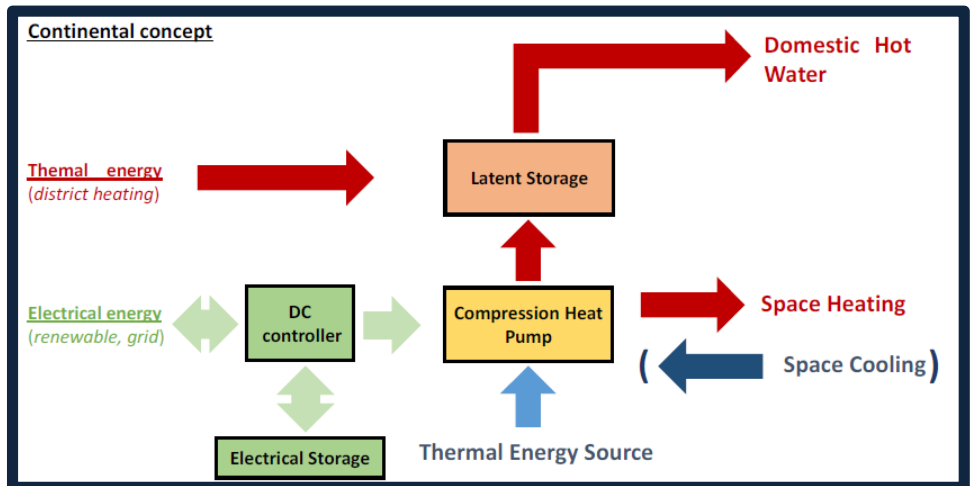 Continental concept
Domestic Hot
Water
Themal energy
(district heating)
Latent Storage
Electrical energy
(renewable, grid)
DC
controller
Compression Heat
Pump
Space Heating
( Space Cooling )
Electrical Storage
Thermal Energy Source